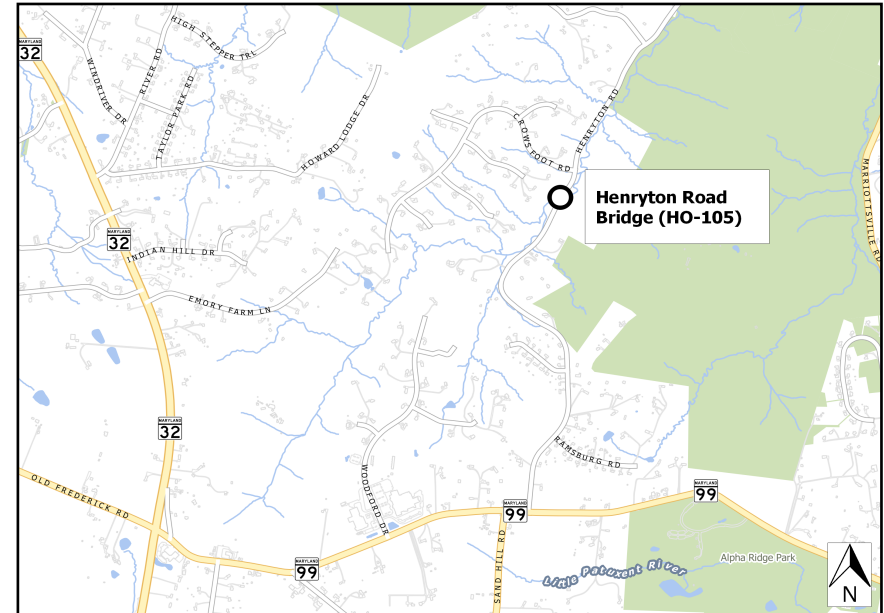 HIGH STEPPER TRL
MARYLAND
32
WINDRIVER DR
RIVER RD
TAYLOR PARK RD
HOWARD LODGE DR
CROWSFOOT RD
HENRYTON RD
MARRIOTTSVILLE RD
Henryton Road
Bridge (HO-105)
MARYLAND
32
INDIAN HILL DR
EMORY FARM LN
MARYLAND
32
RAMSBURG RD
WOODFORD DR
OLD FREDERICK RD
MARYLAND
99
MARYLAND
99
MARYLAND
99
SAND HILL RD
Little Patuxent River
Alpha Ridge Park
N